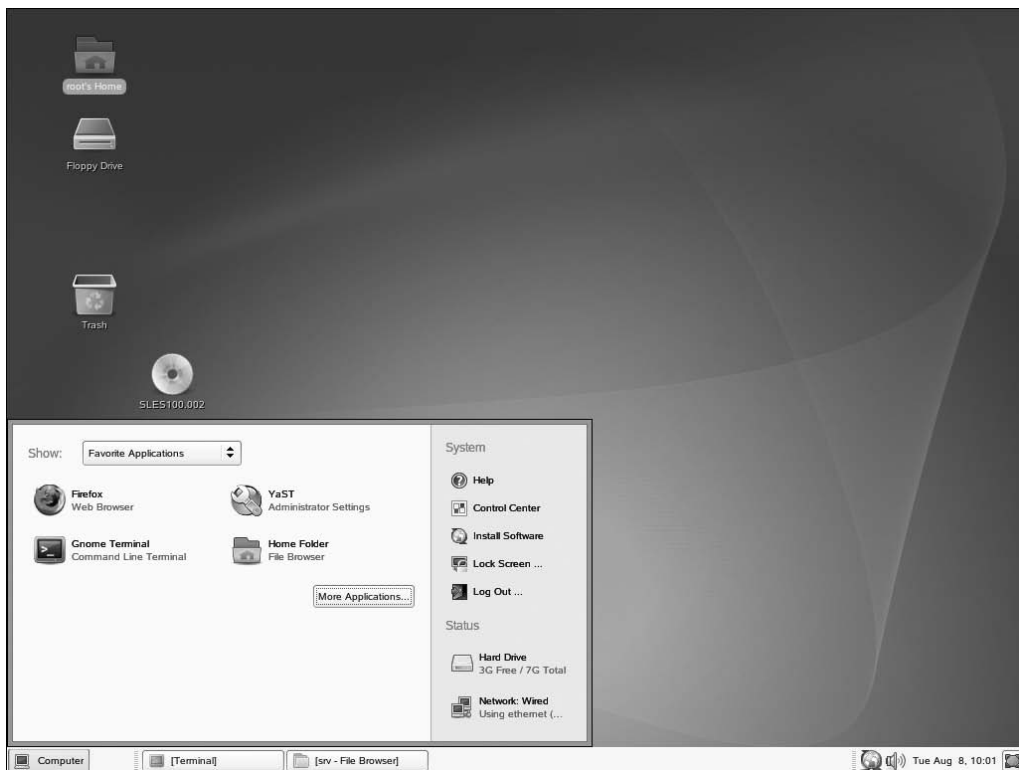 root's Home
Floppy Drive
Trash
SLES100.002
Show: Favorite Applications
Firefox
Web Browser
YaST
Administrator Settings
Gnome Terminal
Command Line Terminal
Home Folder
File Browser
More Applications...
System
Help
Control Center
Install Software
Lock Screen ...
Log Out ...
Status
Hard Drive
3G Free / 7G Total
Network: Wired
Using ethernet (...
Computer
[Terminal]
[srv - File Browser]
Tue Aug 8, 10:01